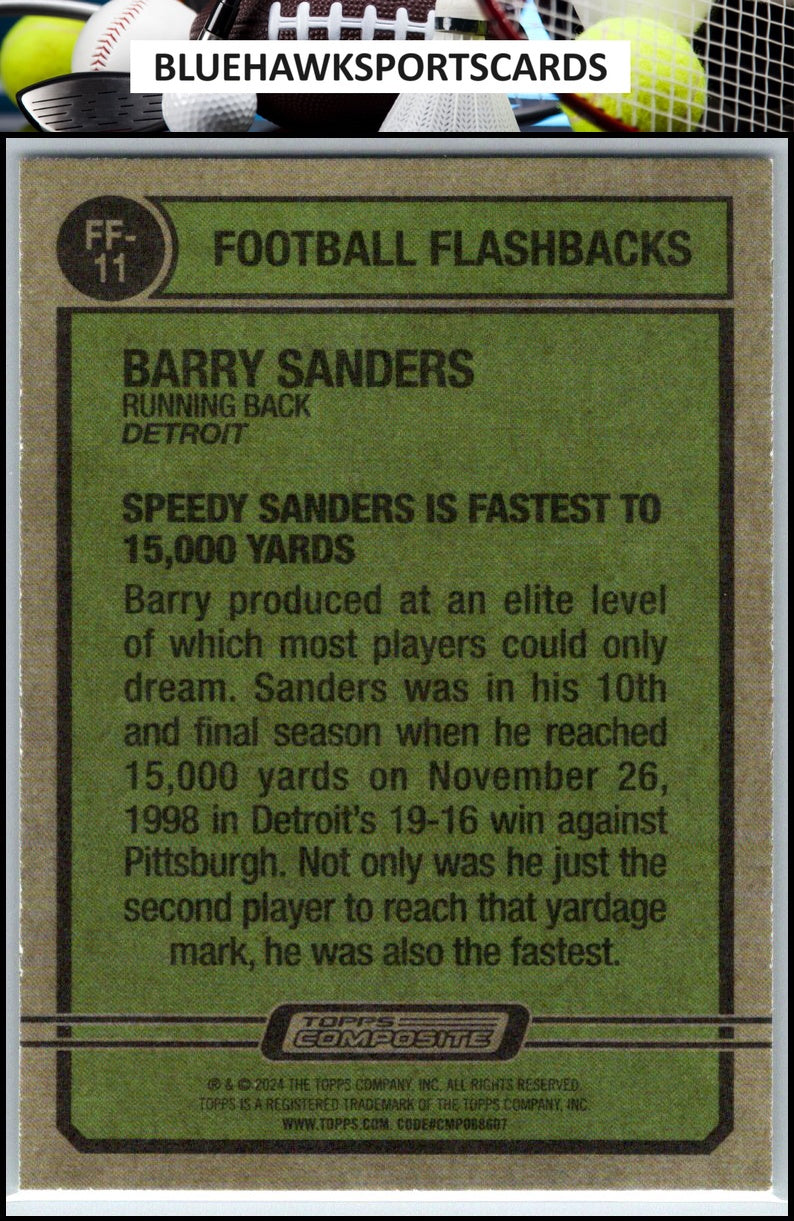 BLUEHAWKSPORTSCARDS
FF-
11
FOOTBALL FLASHBACKS
BARRY SANDERS
RUNNING BACK
DETROIT
SPEEDY SANDERS IS FASTEST TO
15,000 YARDS
Barry produced at an elite level
of which most players could only
dream. Sanders was in his 10th
and final season when he reached
15,000 yards on November 26,
1998 in Detroit's 19-16 win against
Pittsburgh. Not only was he just the
second player to reach that yardage
mark, he was also the fastest.
TOPPS
COMPOSITE
® & © 2024 THE TOPPS COMPANY, INC. ALL RIGHTS RESERVED.
TOPPS IS A REGISTERED TRADEMARK OF THE TOPPS COMPANY, INC.
WWW.TOPPS.COM. CODE#CMP068607